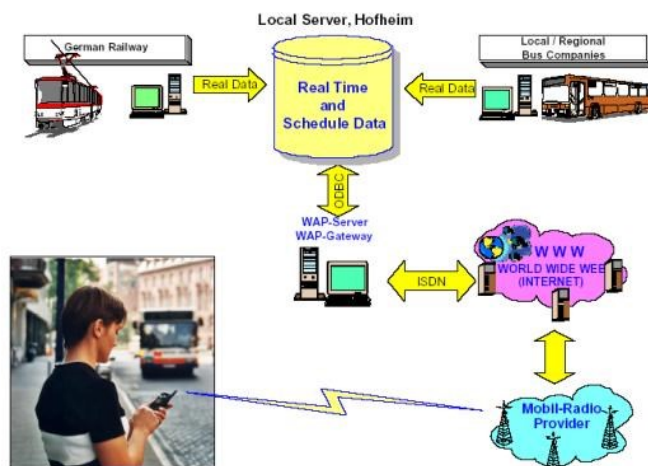 Local Server, Hofheim
German Railway
Local / Regional
Bus Companies
Real Data
Real Time
and
Schedule Data
Real Data
ODBC
WAP-Server
WAP-Gateway
ISDN
W W W
WORLD WIDE WEB
(INTERNET)
Mobil-Radio
Provider